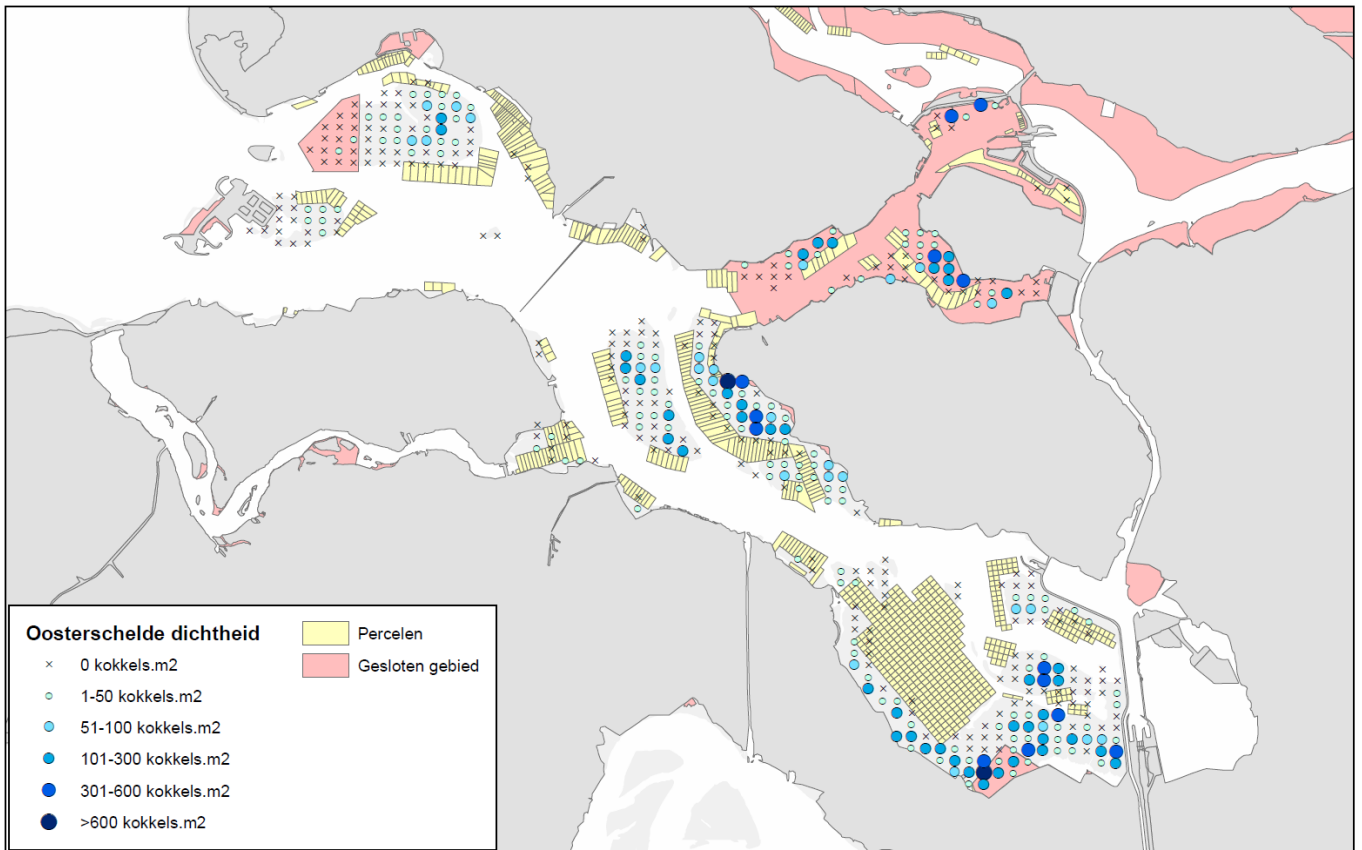 Oosterschelde dichtheid
0 kokkels.m2
1-50 kokkels.m2
51-100 kokkels.m2
101-300 kokkels.m2
301-600 kokkels.m2
>600 kokkels.m2
Percelen
Gesloten gebied